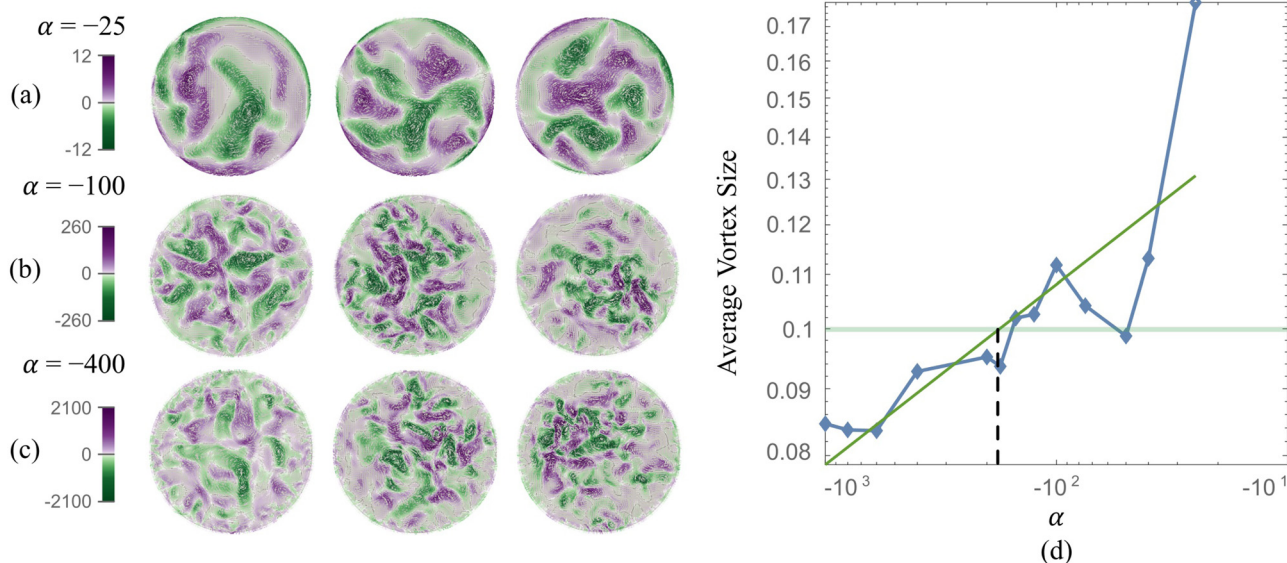 α = −25
12
0
-12
(a)
α = −100
260
0
-260
(b)
α = −400
2100
0
-2100
(c)
Average Vortex Size
0.17
0.16
0.15
0.14
0.13
0.12
0.11
0.1
0.09
0.08
-10³ -10² -10¹
α
(d)